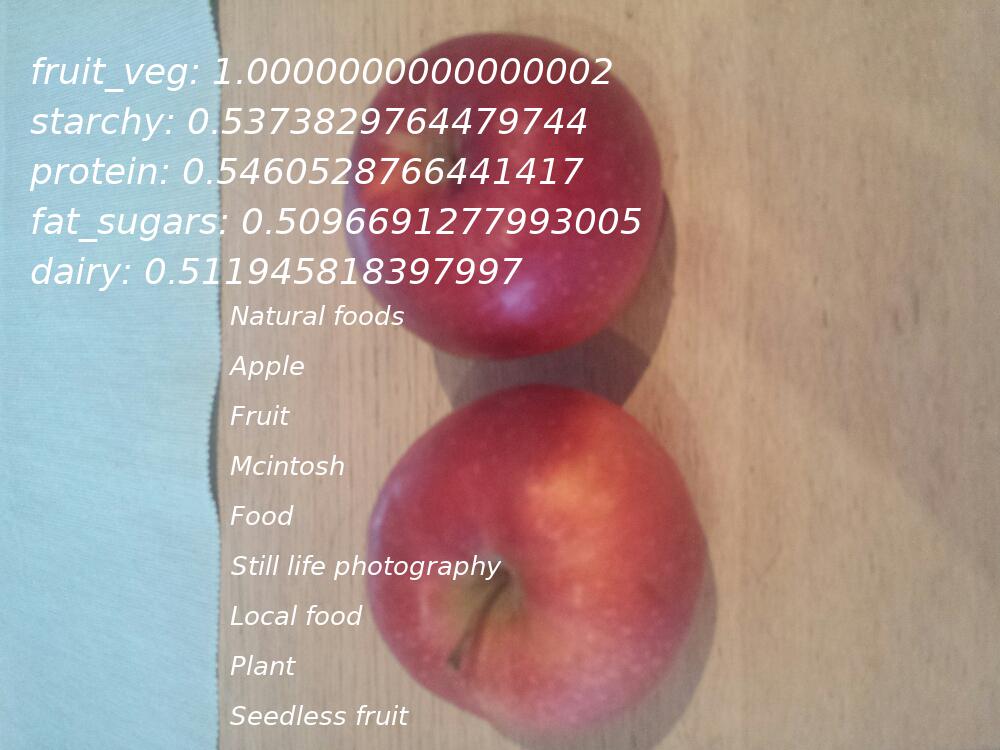 fruit_veg: 1.0000000000000002
starchy: 0.5373829764479744
protein: 0.5460528766441417
fat_sugars: 0.5096691277993005
dairy: 0.511945818397997
Natural foods
Apple
Fruit
Mcintosh
Food
Still life photography
Local food
Plant
Seedless fruit